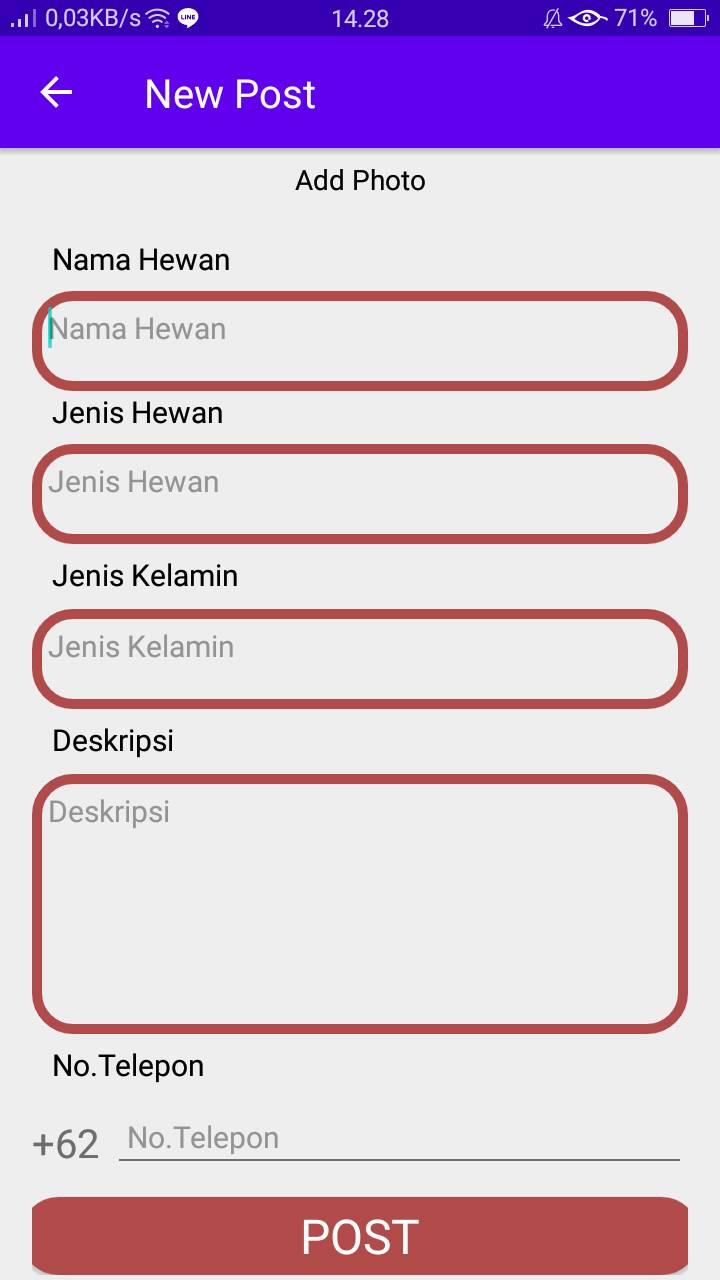 0,03KB/s LINE 14.28 71%
New Post
Add Photo
Nama Hewan
Nama Hewan
Jenis Hewan
Jenis Hewan
Jenis Kelamin
Jenis Kelamin
Deskripsi
Deskripsi
No.Telepon
+62 No.Telepon
POST